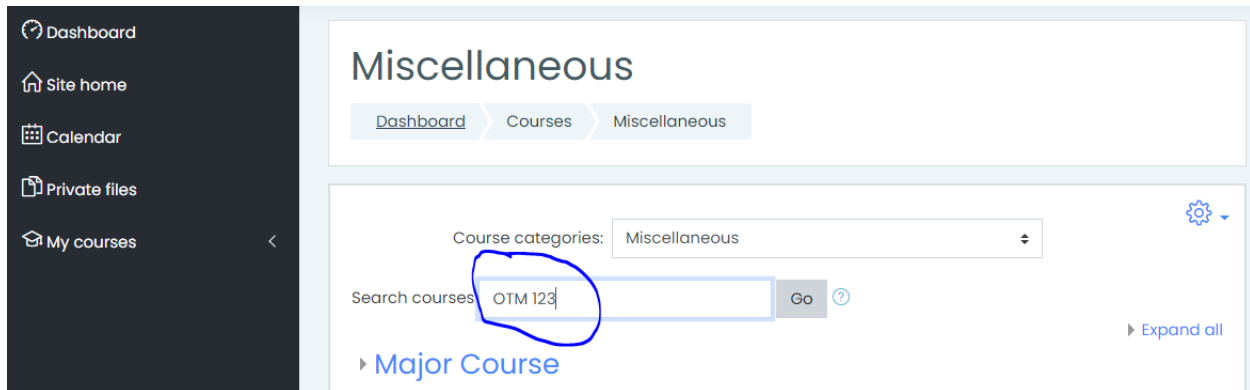 Dashboard
Site home
Calendar
Private files
My courses
Miscellaneous
Dashboard Courses Miscellaneous
Course categories: Miscellaneous
Search courses OTM 123 Go
Expand all
Major Course